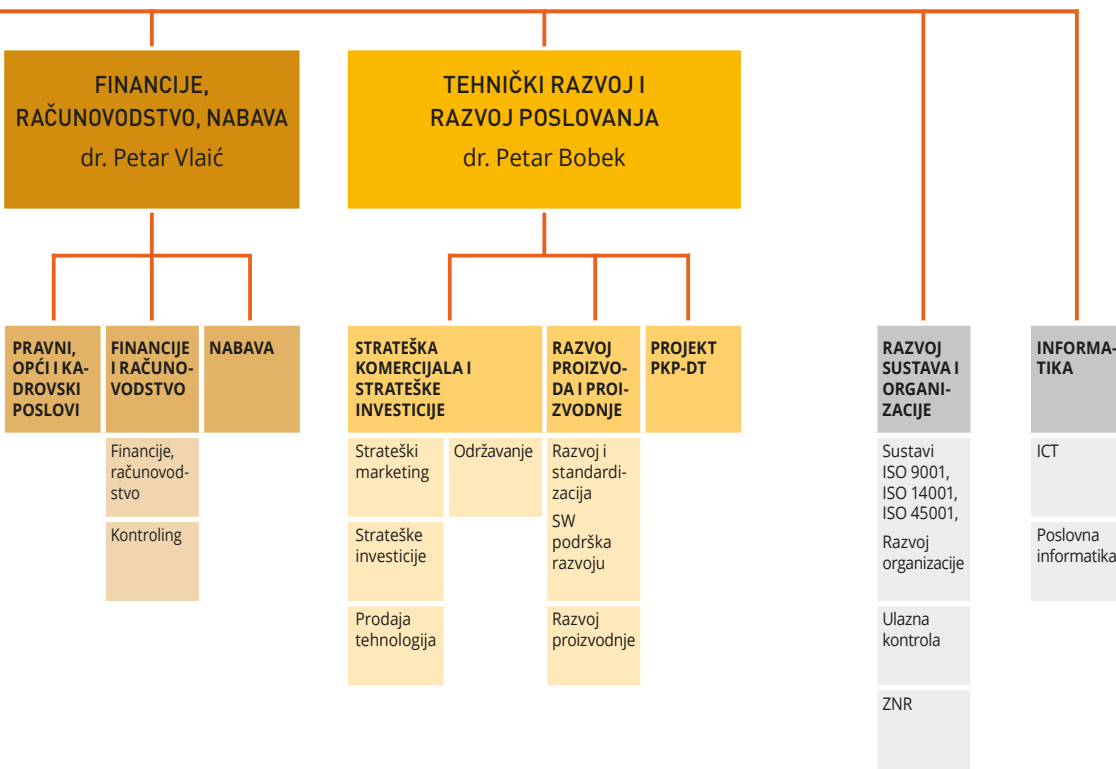 FINANCIJE,
RAČUNOVODSTVO, NABAVA
dr. Petar Vlaić
TEHNIČKI RAZVOJ I
RAZVOJ POSLOVANJA
dr. Petar Bobek
PRAVNI,
OPĆI I KA-
DROVSKI
POSLOVI
FINANCIJE
I RAČUNO-
VODSTVO
NABAVA
STRATEŠKA
KOMERCIJALA I
STRATEŠKE
INVESTICIJE
RAZVOJ
PROIZVO-
DA I PROI-
ZVODNJE
PROJEKT
PKP-DT
RAZVOJ
SUSTAVA I
ORGANI-
ZACIJE
INFORMA-
TIKA
Financije,
računovod-
stvo
Kontroling
Strateški
marketing
Održavanje
Strateške
investicije
Prodaja
tehnologija
Razvoj i
standardi-
zacija
SW
podrška
razvoju
Razvoj
proizvodnje
Sustavi
ISO 9001,
ISO 14001,
ISO 45001,
Razvoj
organizacije
Ulazna
kontrola
ZNR
ICT
Poslovna
informatika